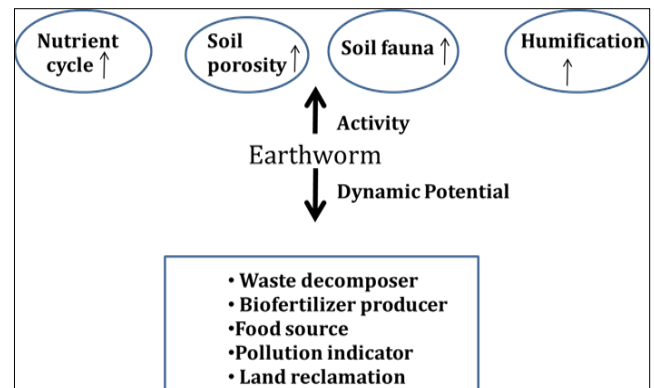 Nutrient
cycle ↑
Soil
porosity ↑
Soil fauna ↑
Humification
↑
Activity
Earthworm
Dynamic Potential
• Waste decomposer
• Biofertilizer producer
•Food source
•Pollution indicator
• Land reclamation